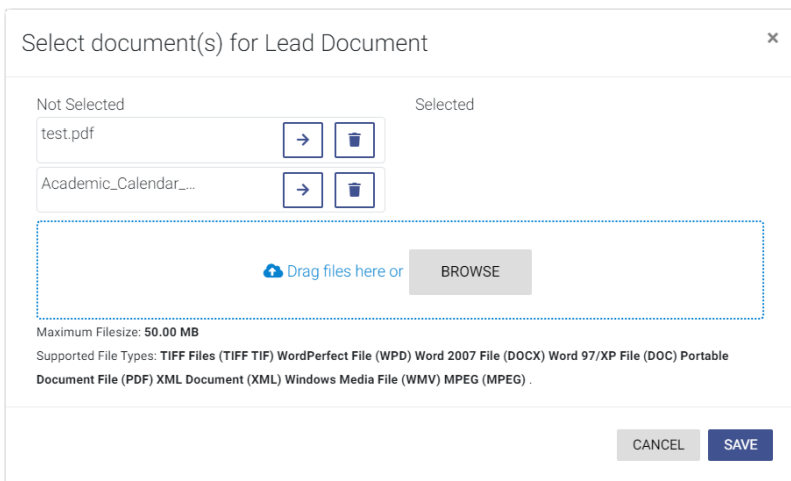 Select document(s) for Lead Document
×
Not Selected
Selected
test.pdf
Academic_Calendar_...
Drag files here or
BROWSE
Maximum Filesize: 50.00 MB
Supported File Types: TIFF Files (TIFF TIF) WordPerfect File (WPD) Word 2007 File (DOCX) Word 97/XP File (DOC) Portable
Document File (PDF) XML Document (XML) Windows Media File (WMV) MPEG (MPEG) .
CANCEL
SAVE